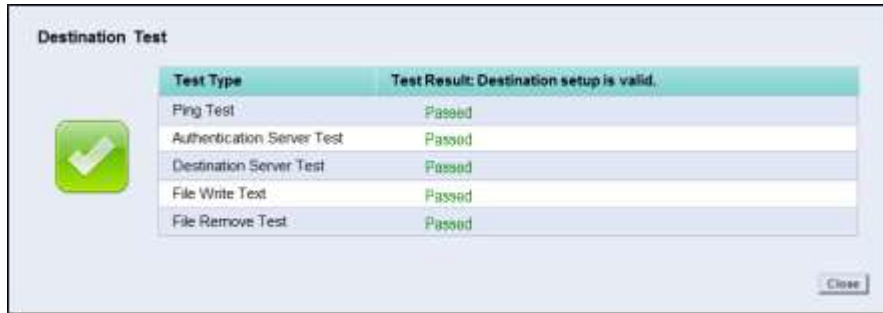 Destination Test
Test Type Test Result: Destination setup is valid.
Ping Test Passed
Authentication Server Test Passed
Destination Server Test Passed
File Write Text Passed
File Remove Test Passed
Close